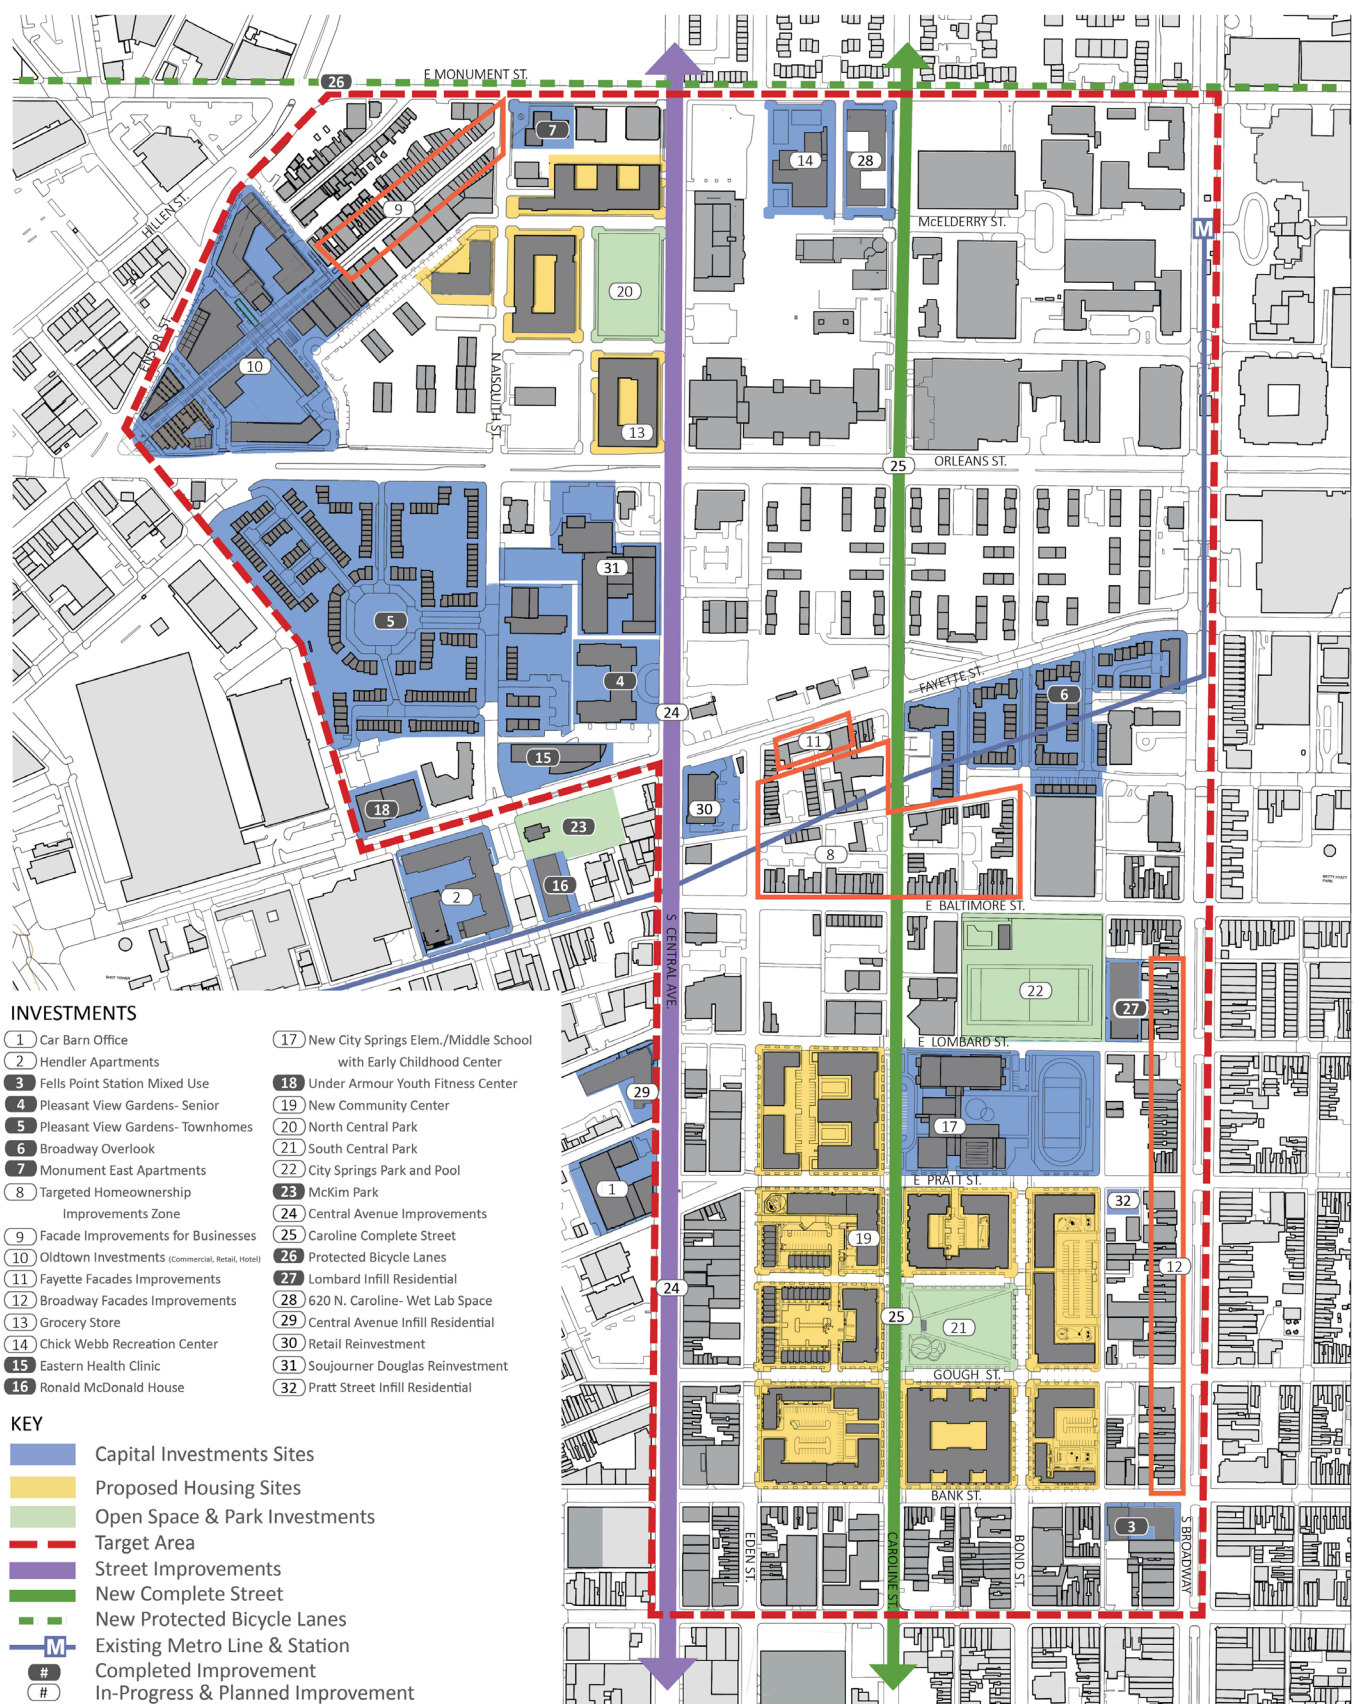 26
E MONUMENT ST.
7
14
28
9
HILLEN ST.
McELDERRY ST.
M
20
ENSOR ST.
10
N AISQUITH ST.
13
25
ORLEANS ST.
31
5
4
FAYETTE ST.
6
24
11
15
18
30
23
8
16
2
E BALTIMORE ST.
BETTY HYATT
PARK
S CENTRAL AVE.
SHOT TOWER
22
27
E LOMBARD ST.
29
17
1
E PRATT ST.
32
19
12
24
25
21
GOUGH ST.
BANK ST.
3
EDEN ST.
CAROLINE ST.
BOND ST.
S BROADWAY
INVESTMENTS
1 Car Barn Office
2 Hendler Apartments
3 Fells Point Station Mixed Use
4 Pleasant View Gardens- Senior
5 Pleasant View Gardens- Townhomes
6 Broadway Overlook
7 Monument East Apartments
8 Targeted Homeownership
Improvements Zone
9 Facade Improvements for Businesses
10 Oldtown Investments (Commercial, Retail, Hotel)
11 Fayette Facades Improvements
12 Broadway Facades Improvements
13 Grocery Store
14 Chick Webb Recreation Center
15 Eastern Health Clinic
16 Ronald McDonald House
17 New City Springs Elem./Middle School
with Early Childhood Center
18 Under Armour Youth Fitness Center
19 New Community Center
20 North Central Park
21 South Central Park
22 City Springs Park and Pool
23 McKim Park
24 Central Avenue Improvements
25 Caroline Complete Street
26 Protected Bicycle Lanes
27 Lombard Infill Residential
28 620 N. Caroline- Wet Lab Space
29 Central Avenue Infill Residential
30 Retail Reinvestment
31 Soujourner Douglas Reinvestment
32 Pratt Street Infill Residential
KEY
Capital Investments Sites
Proposed Housing Sites
Open Space & Park Investments
Target Area
Street Improvements
New Complete Street
New Protected Bicycle Lanes
M Existing Metro Line & Station
# Completed Improvement
# In-Progress & Planned Improvement